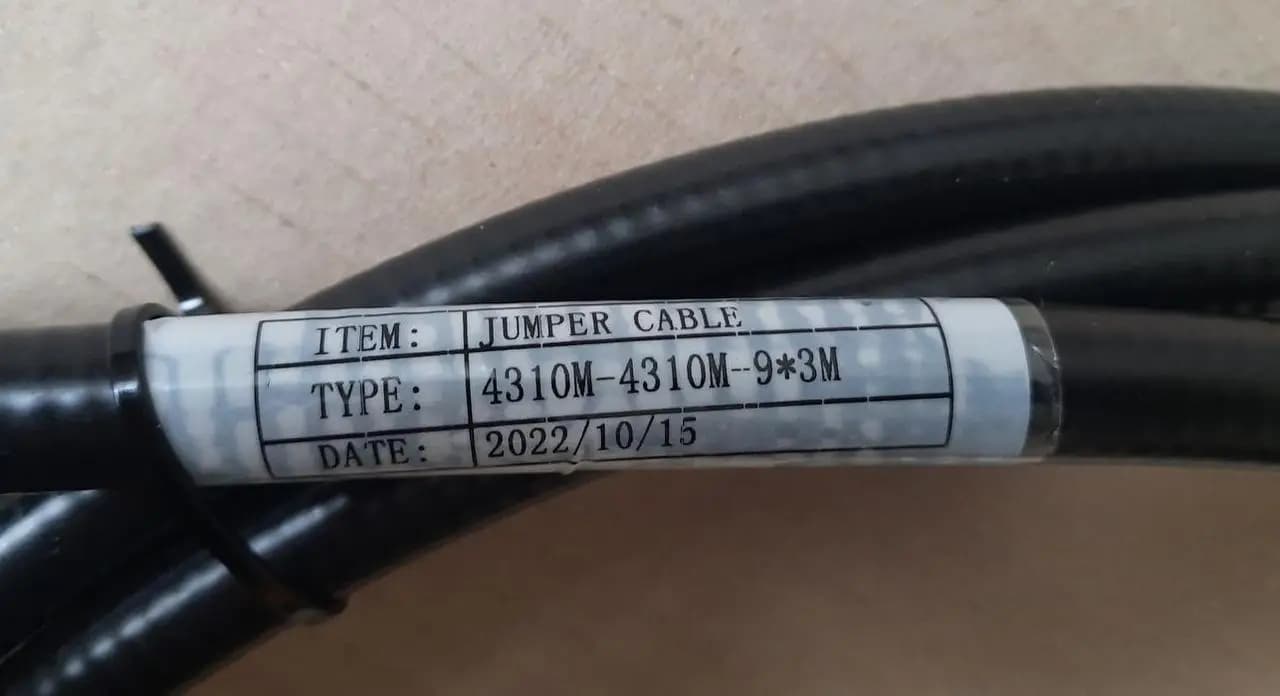 ITEM: JUMPER CABLE
TYPE: 4310M-4310M-9*3M
DATE: 2022/10/15